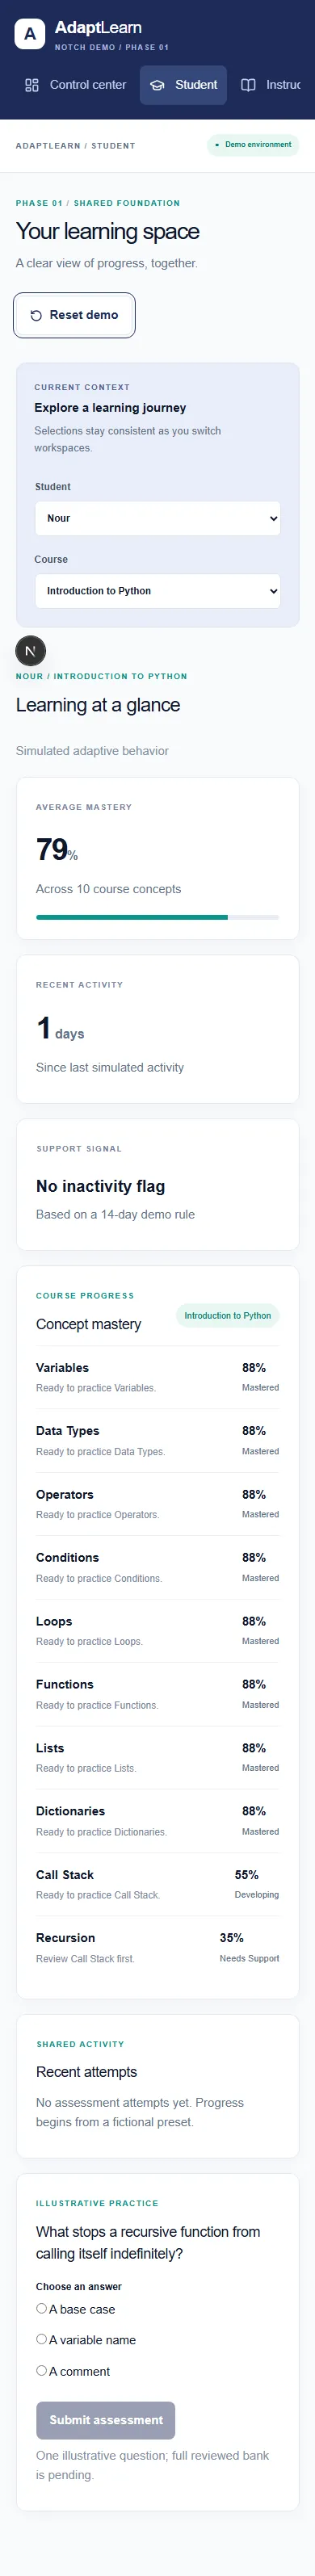 A
AdaptLearn
NOTCH DEMO / PHASE 01
Control center
Student
Instruc
ADAPTLEARN / STUDENT
Demo environment
PHASE 01 / SHARED FOUNDATION
Your learning space
A clear view of progress, together.
Reset demo
CURRENT CONTEXT
Explore a learning journey
Selections stay consistent as you switch
workspaces.
Student
Nour
Course
Introduction to Python
N
NOUR / INTRODUCTION TO PYTHON
Learning at a glance
Simulated adaptive behavior
AVERAGE MASTERY
79%
Across 10 course concepts
RECENT ACTIVITY
1 days
Since last simulated activity
SUPPORT SIGNAL
No inactivity flag
Based on a 14-day demo rule
COURSE PROGRESS
Concept mastery
Introduction to Python
Variables
88%
Ready to practice Variables.
Mastered
Data Types
88%
Ready to practice Data Types.
Mastered
Operators
88%
Ready to practice Operators.
Mastered
Conditions
88%
Ready to practice Conditions.
Mastered
Loops
88%
Ready to practice Loops.
Mastered
Functions
88%
Ready to practice Functions.
Mastered
Lists
88%
Ready to practice Lists.
Mastered
Dictionaries
88%
Ready to practice Dictionaries.
Mastered
Call Stack
55%
Ready to practice Call Stack.
Developing
Recursion
35%
Review Call Stack first.
Needs Support
SHARED ACTIVITY
Recent attempts
No assessment attempts yet. Progress
begins from a fictional preset.
ILLUSTRATIVE PRACTICE
What stops a recursive function from
calling itself indefinitely?
Choose an answer
A base case
A variable name
A comment
Submit assessment
One illustrative question; full reviewed bank
is pending.